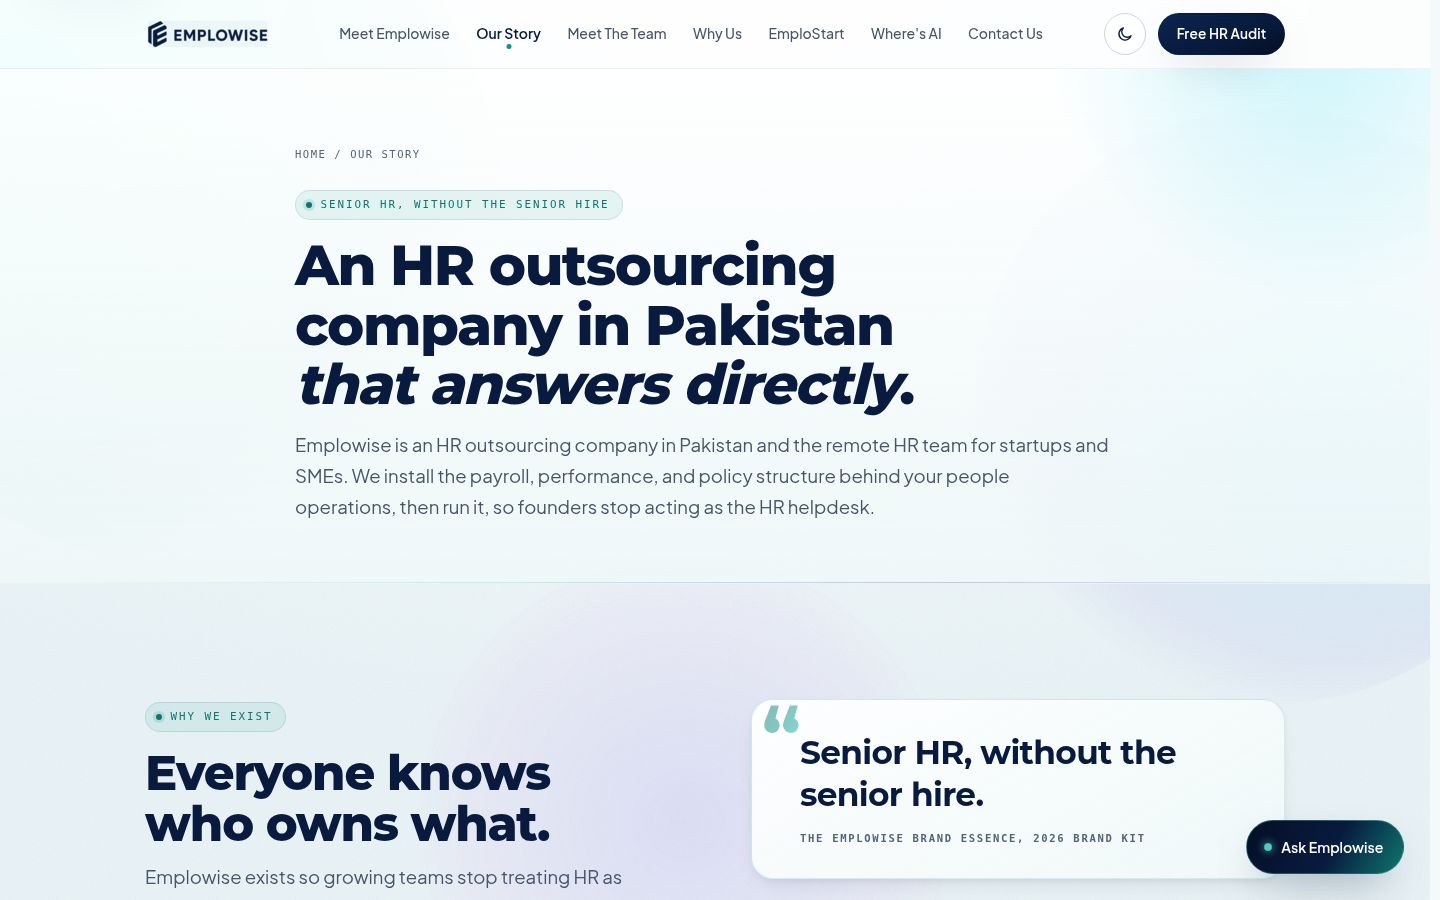 EMPLOWISE
Meet Emplowise
Our Story
Meet The Team
Why Us
EmploStart
Where's AI
Contact Us
Free HR Audit
HOME / OUR STORY
SENIOR HR, WITHOUT THE SENIOR HIRE
An HR outsourcing
company in Pakistan
that answers directly.
Emplowise is an HR outsourcing company in Pakistan and the remote HR team for startups and
SMEs. We install the payroll, performance, and policy structure behind your people
operations, then run it, so founders stop acting as the HR helpdesk.
WHY WE EXIST
Everyone knows
who owns what.
Emplowise exists so growing teams stop treating HR as
“
Senior HR, without the
senior hire.
THE EMPLOWISE BRAND ESSENCE, 2026 BRAND KIT
Ask Emplowise